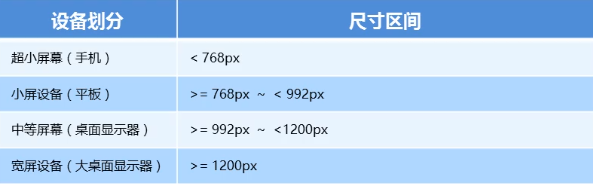 设备划分 尺寸区间
超小屏幕（手机） < 768px
小屏设备（平板） >= 768px ~ < 992px
中等屏幕（桌面显示器） >= 992px ~ <1200px
宽屏设备（大桌面显示器） >= 1200px